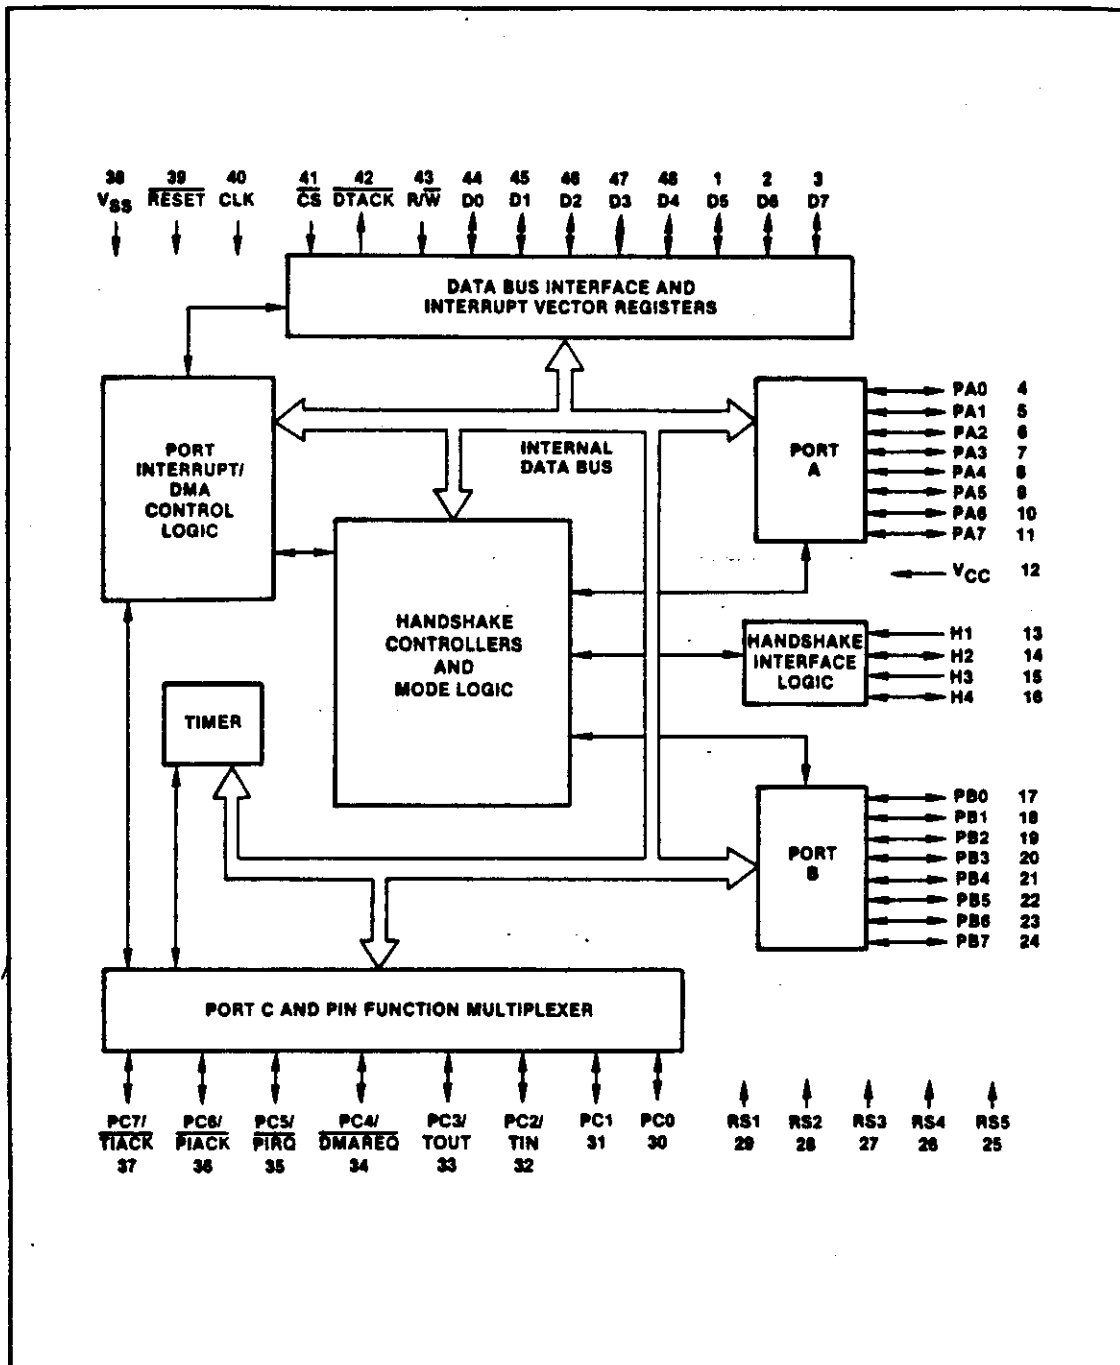 38 39 40 41 42 43 44 45 46 47 48 1 2 3
VSS RESET CLK CS DTACK R/W D0 D1 D2 D3 D4 D5 D6 D7
DATA BUS INTERFACE AND
INTERRUPT VECTOR REGISTERS
PORT
INTERRUPT/
DMA
CONTROL
LOGIC
INTERNAL
DATA BUS
PORT
A
PA0 4
PA1 5
PA2 6
PA3 7
PA4 8
PA5 9
PA6 10
PA7 11
VCC 12
HANDSHAKE
CONTROLLERS
AND
MODE LOGIC
HANDSHAKE
INTERFACE
LOGIC
H1 13
H2 14
H3 15
H4 16
TIMER
PORT
B
PB0 17
PB1 18
PB2 19
PB3 20
PB4 21
PB5 22
PB6 23
PB7 24
PORT C AND PIN FUNCTION MULTIPLEXER
PC7/ PC6/ PC5/ PC4/ PC3/ PC2/ PC1 PC0
TIACK PIACK PIRQ DMAREQ TOUT TIN 31 30
37 36 35 34 33 32
RS1 RS2 RS3 RS4 RS5
29 28 27 26 25